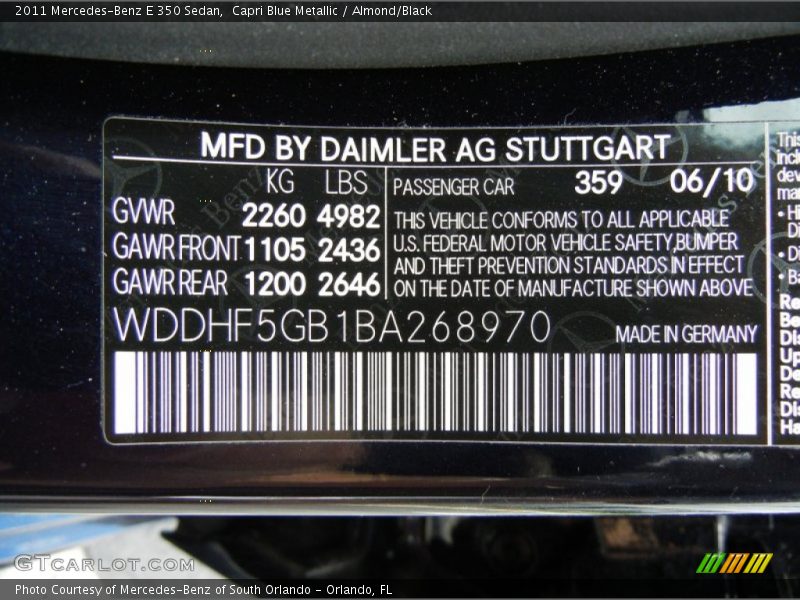 2011 Mercedes-Benz E 350 Sedan, Capri Blue Metallic / Almond/Black
MFD BY DAIMLER AG STUTTGART
KG LBS
GVWR 2260 4982
GAWR FRONT 1105 2436
GAWR REAR 1200 2646
PASSENGER CAR 359 06/10
THIS VEHICLE CONFORMS TO ALL APPLICABLE
U.S. FEDERAL MOTOR VEHICLE SAFETY, BUMPER
AND THEFT PREVENTION STANDARDS IN EFFECT
ON THE DATE OF MANUFACTURE SHOWN ABOVE
WDDHF5GB1BA268970
MADE IN GERMANY
This
GTCARLOT.COM
Photo Courtesy of Mercedes-Benz of South Orlando - Orlando, FL